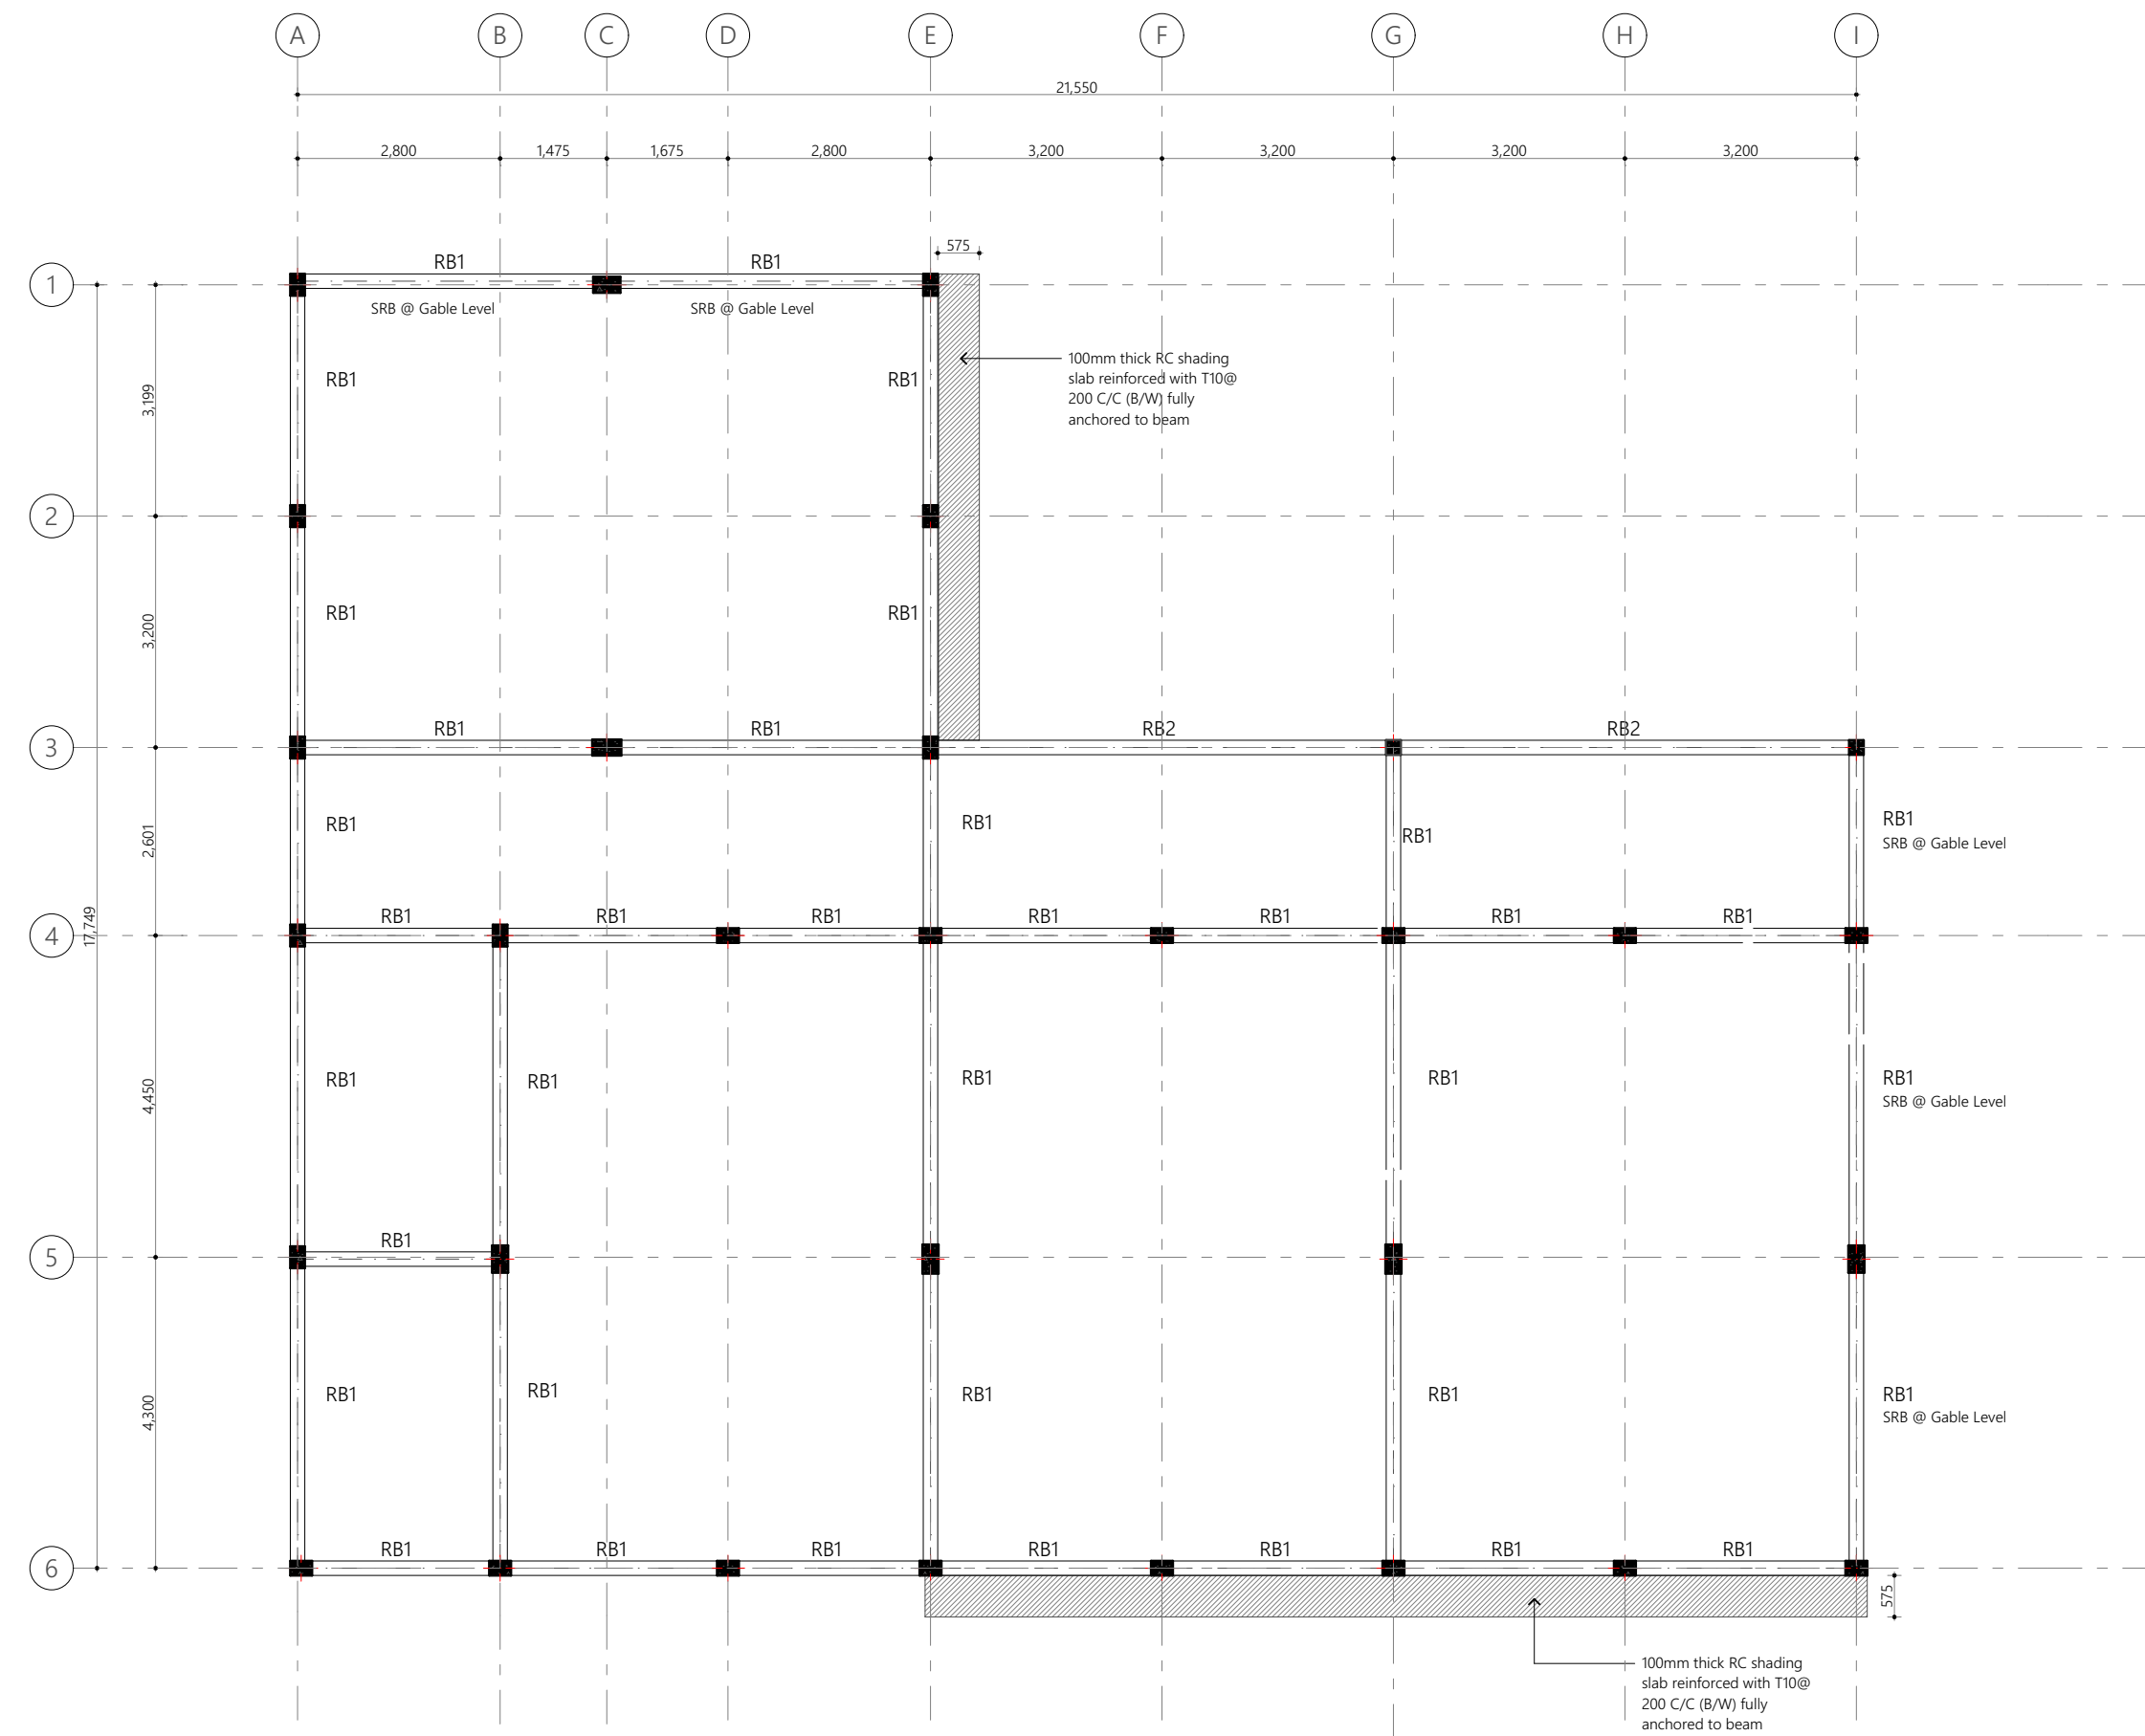 A B C D E F G H I
21,550
2,800 1,475 1,675 2,800 3,200 3,200 3,200 3,200
575
RB1 RB1
1
SRB @ Gable Level SRB @ Gable Level
100mm thick RC shading
slab reinforced with T10@
200 C/C (B/W) fully
anchored to beam
RB1 RB1
3,199
2
RB1 RB1
3,200
RB1 RB1 RB2 RB2
3
RB1 RB1 RB1 RB1
SRB @ Gable Level
2,601
17,749
RB1 RB1 RB1 RB1 RB1 RB1 RB1
4
RB1 RB1 RB1 RB1 RB1
SRB @ Gable Level
4,450
RB1
5
RB1 RB1 RB1 RB1 RB1
SRB @ Gable Level
4,300
RB1 RB1 RB1 RB1 RB1 RB1 RB1
6
575
100mm thick RC shading
slab reinforced with T10@
200 C/C (B/W) fully
anchored to beam